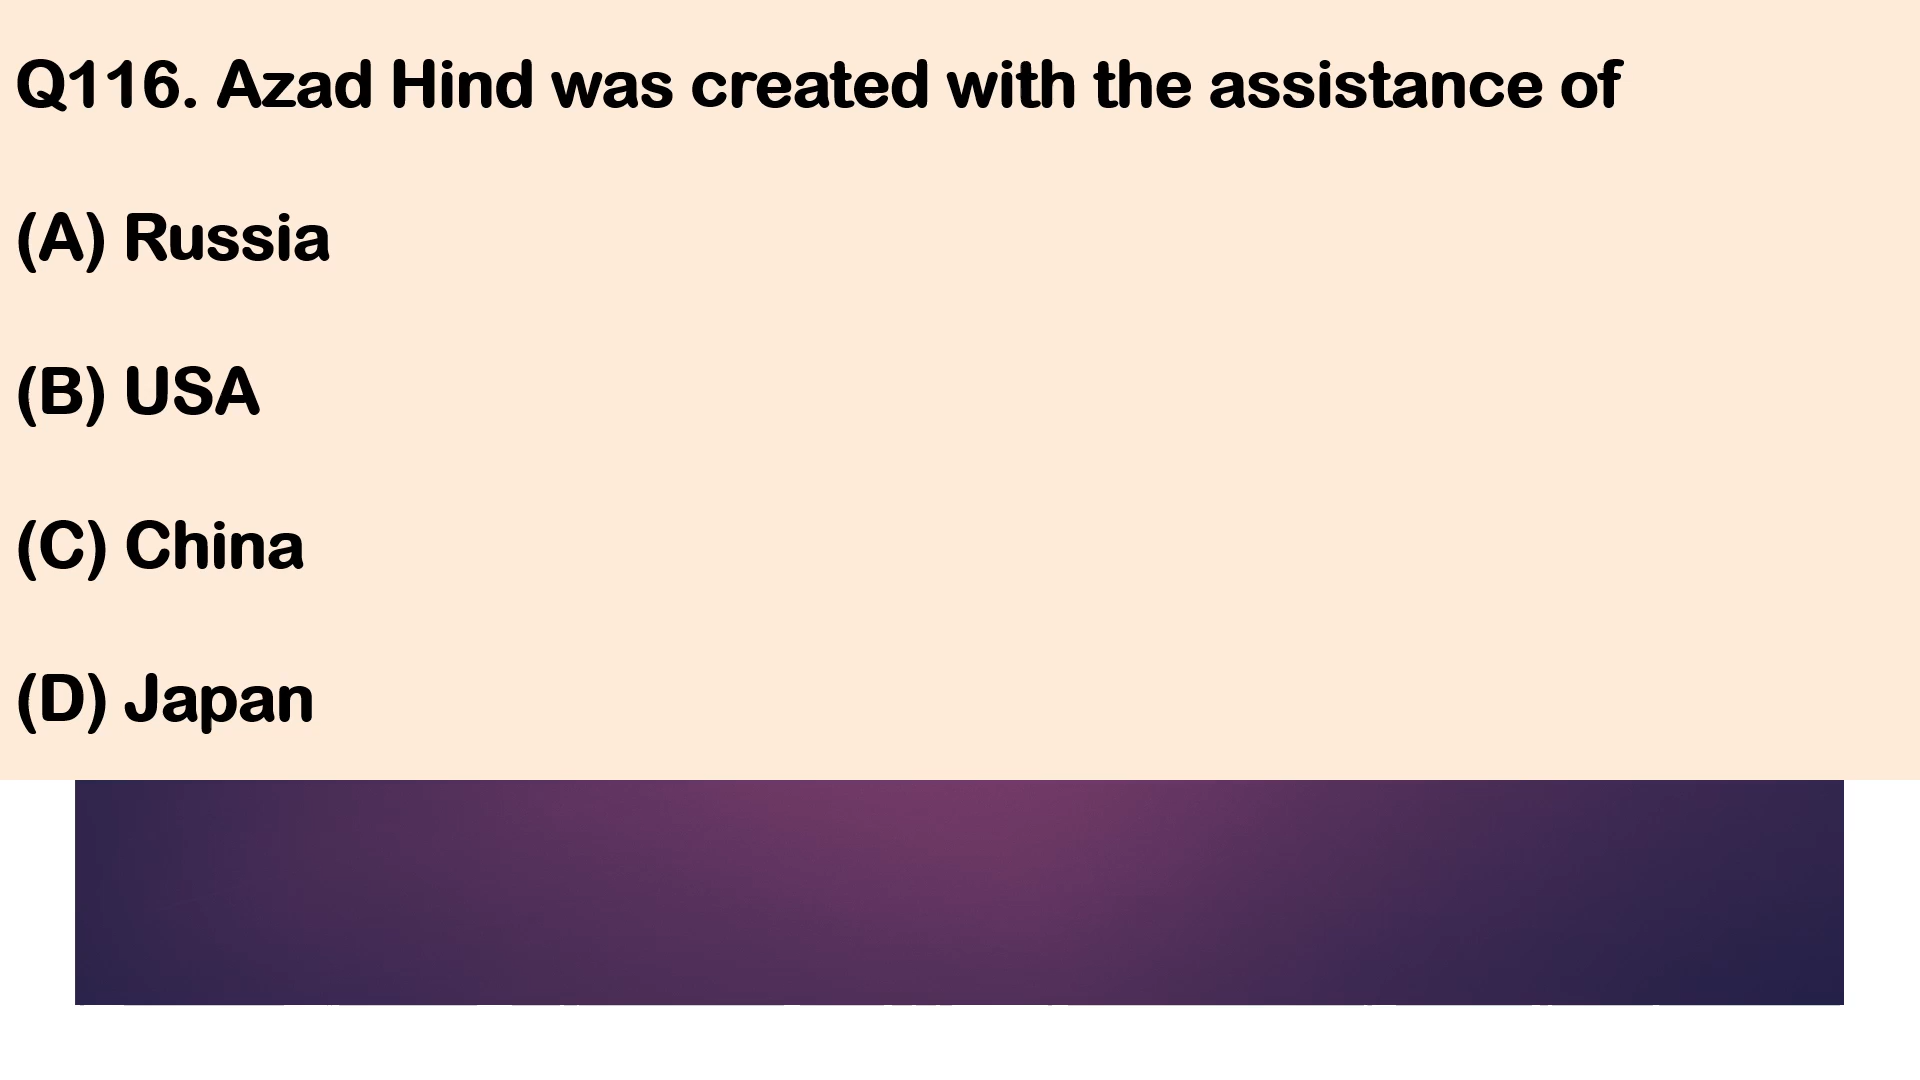 Q116. Azad Hind was created with the assistance of
(A) Russia
(B) USA
(C) China
(D) Japan